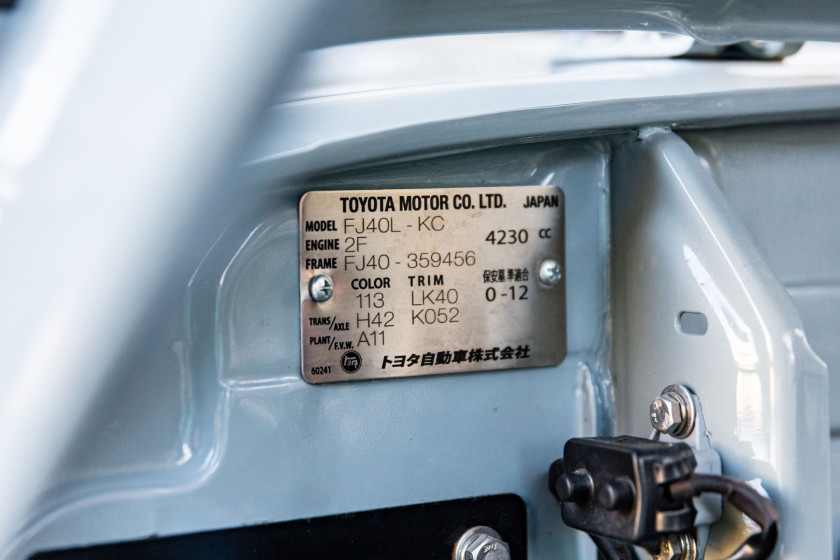 TOYOTA MOTOR CO. LTD. JAPAN
MODEL FJ40L - KC
ENGINE 2F 4230 CC
FRAME FJ40 - 359456
COLOR TRIM 保安基準適合
113 LK40 0-12
TRANS/AXLE H42 K052
PLANT/F.V.W. A11
60241 トヨタ自動車株式会社